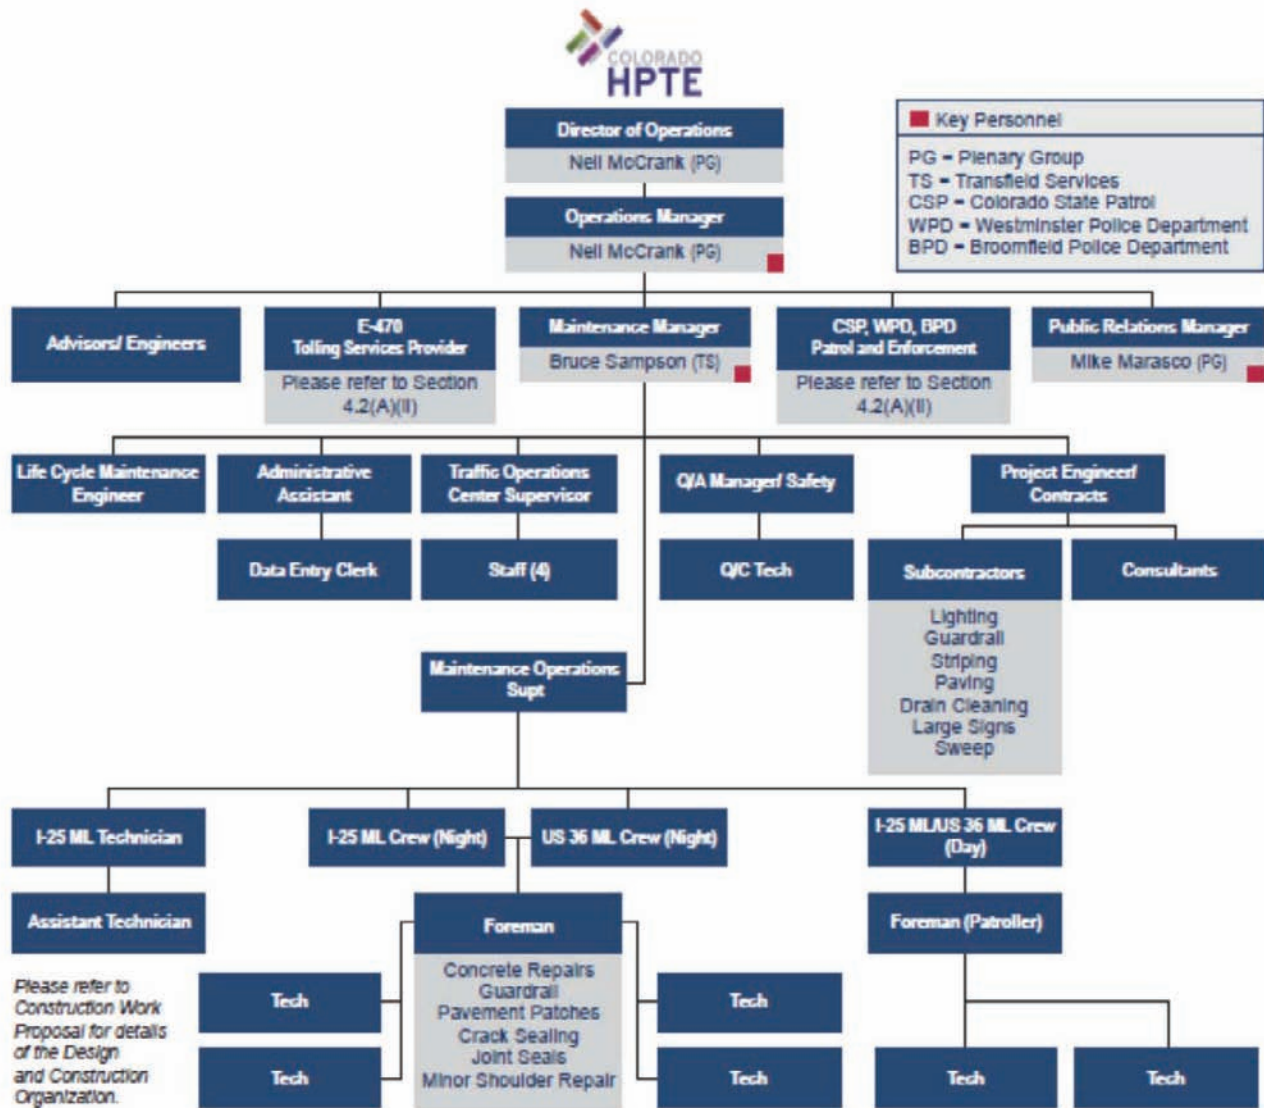 COLORADO
HPTE
Director of Operations
Neil McCrank (PG)
Operations Manager
Neil McCrank (PG)
Key Personnel
PG = Plenary Group
TS = Transfield Services
CSP = Colorado State Patrol
WPD = Westminster Police Department
BPD = Broomfield Police Department
Advisors/ Engineers
E-470
Tolling Services Provider
Please refer to Section
4.2(A)(II)
Maintenance Manager
Bruce Sampson (TS)
CSP, WPD, BPD
Patrol and Enforcement
Please refer to Section
4.2(A)(II)
Public Relations Manager
Mike Marasco (PG)
Life Cycle Maintenance
Engineer
Administrative
Assistant
Traffic Operations
Center Supervisor
Q/A Manager/ Safety
Project Engineer/
Contracts
Data Entry Clerk
Staff (4)
Q/C Tech
Subcontractors
Lighting
Guardrail
Striping
Paving
Drain Cleaning
Large Signs
Sweep
Consultants
Maintenance Operations
Supt
I-25 ML Technician
I-25 ML Crew (Night)
US 36 ML Crew (Night)
I-25 ML/US 36 ML Crew
(Day)
Assistant Technician
Foreman
Concrete Repairs
Guardrail
Pavement Patches
Crack Sealing
Joint Seals
Minor Shoulder Repair
Foreman (Patroller)
Tech
Tech
Tech
Tech
Tech
Tech
Please refer to
Construction Work
Proposal for details
of the Design
and Construction
Organization.